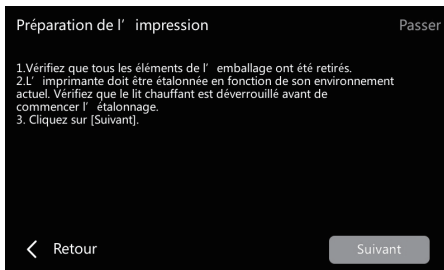 Préparation de l' impression
Passer
1.Vérifiez que tous les éléments de l' emballage ont été retirés.
2.L' imprimante doit être étalonnée en fonction de son environnement
actuel. Vérifiez que le lit chauffant est déverrouillé avant de
commencer l' étalonnage.
3. Cliquez sur [Suivant].
Retour
Suivant